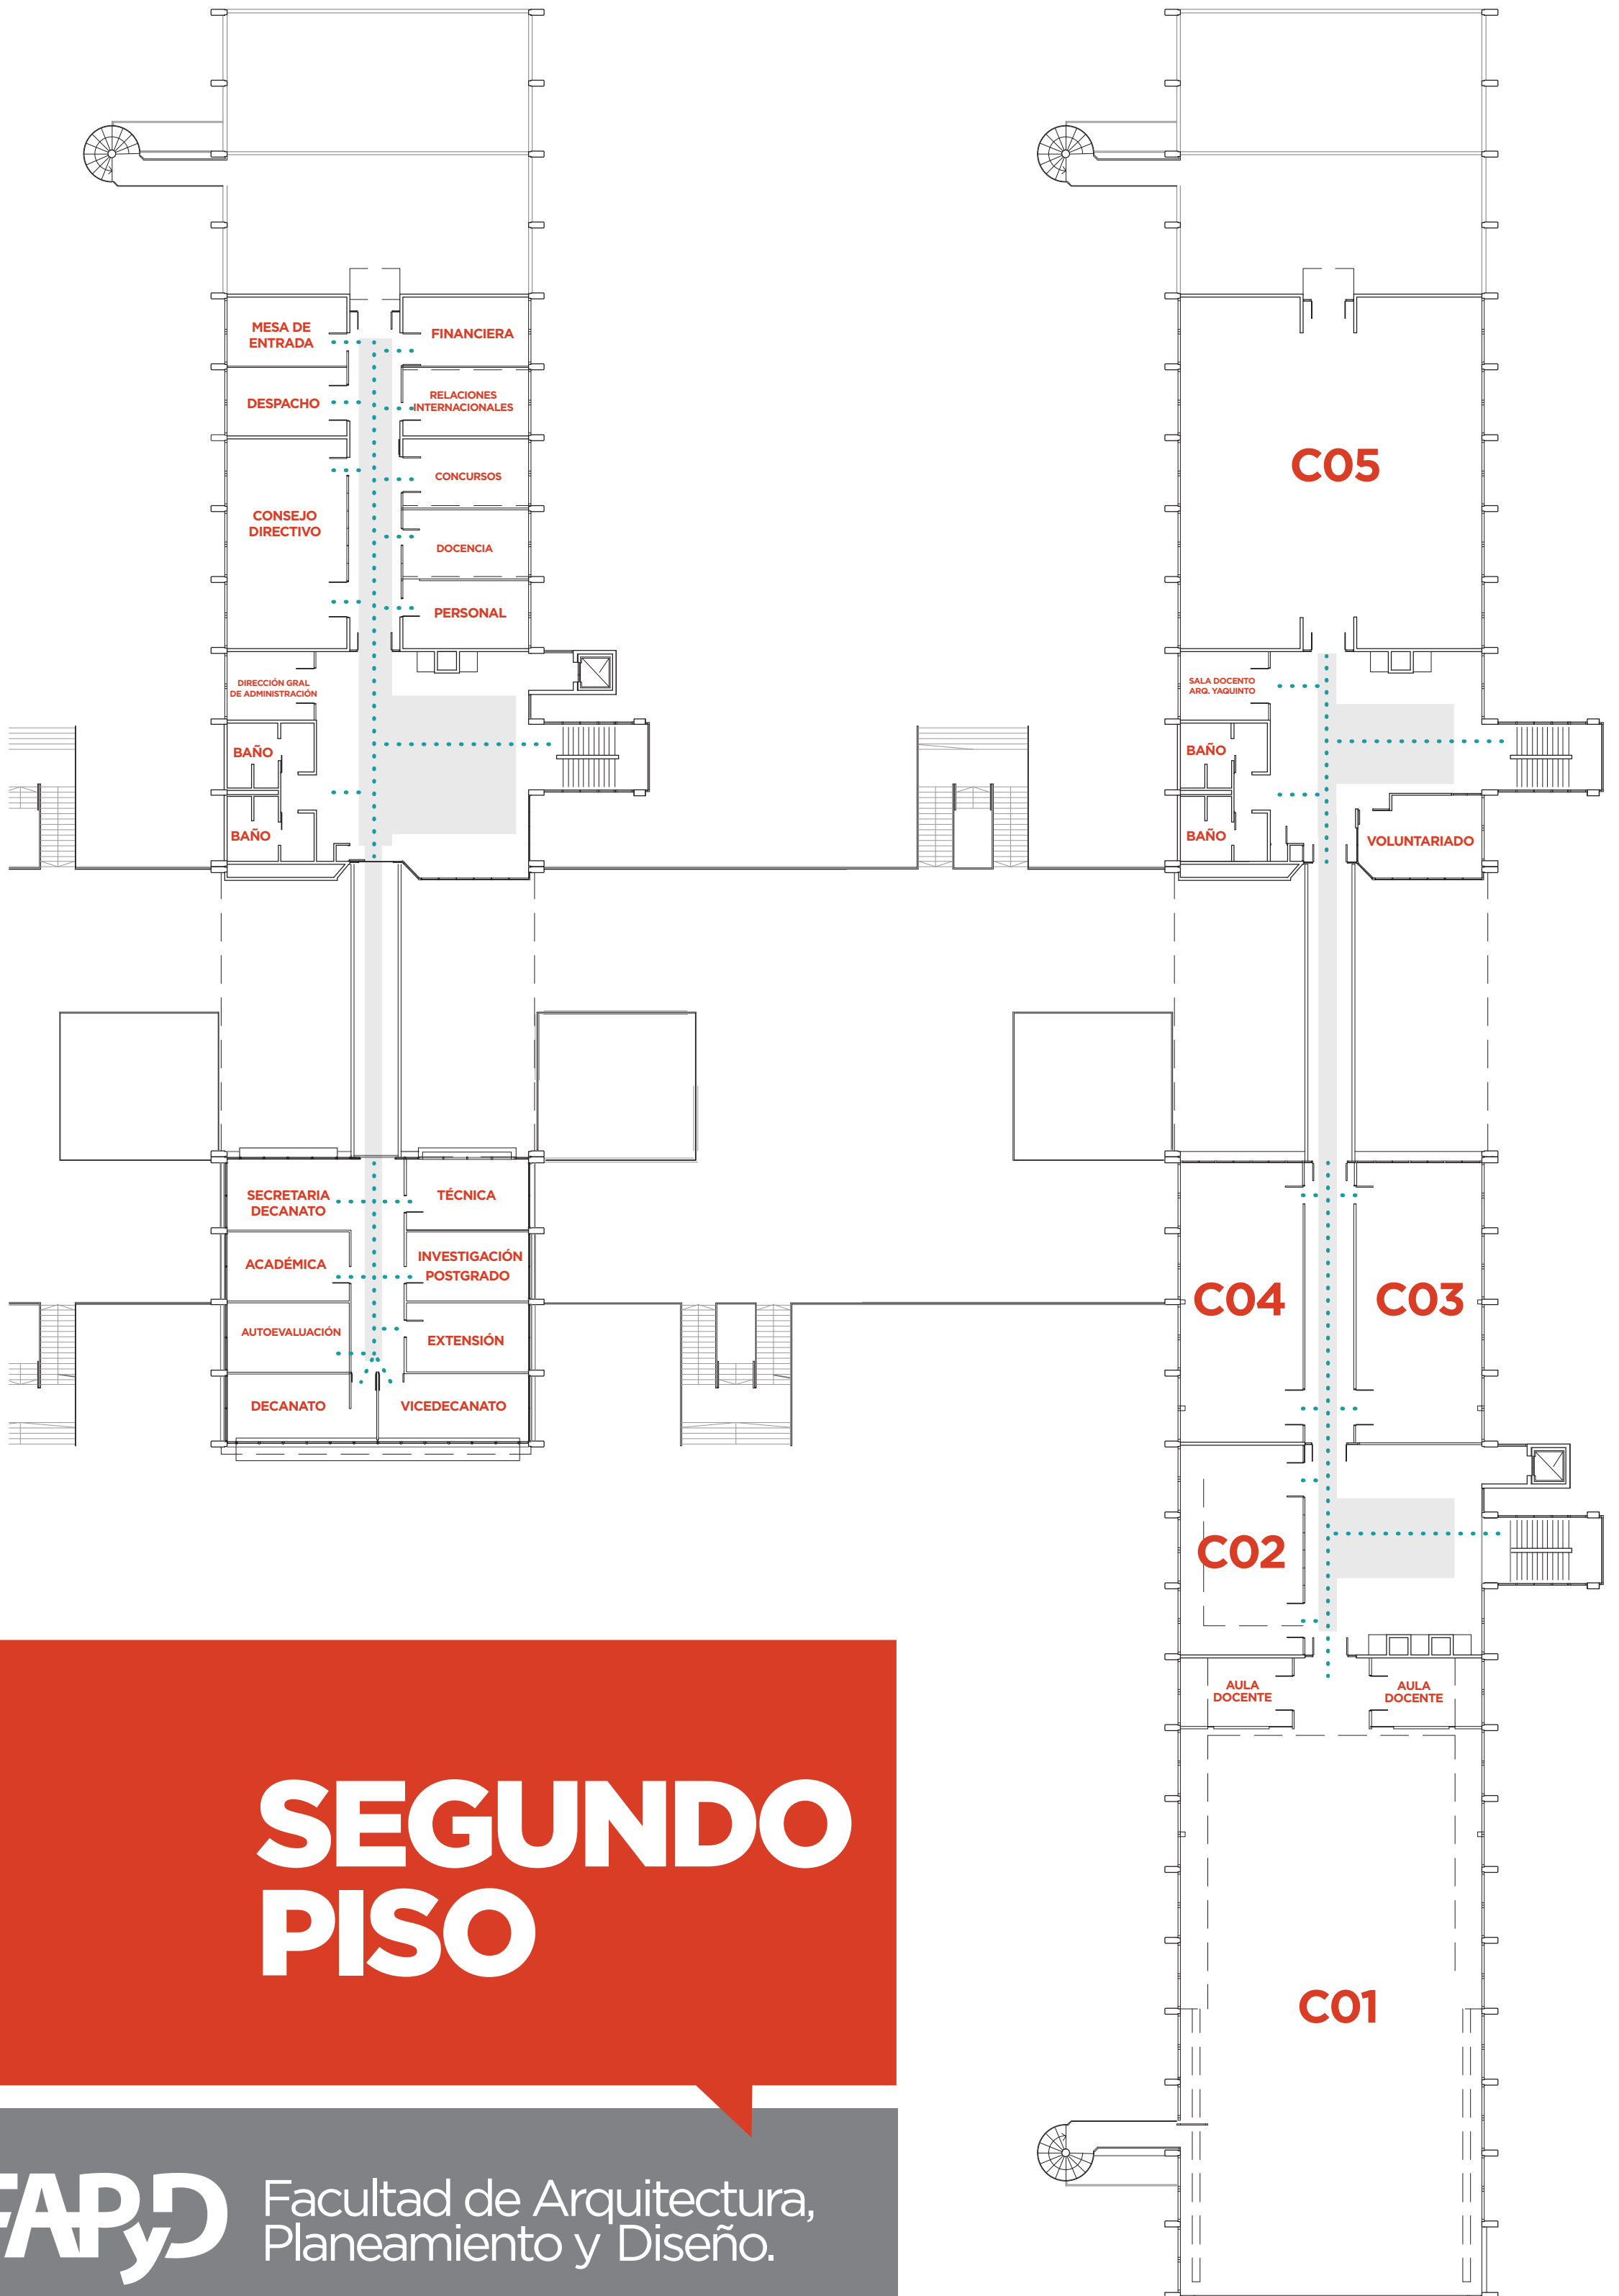 MESA DE
ENTRADA
FINANCIERA
DESPACHO
RELACIONES
INTERNACIONALES
CONSEJO
DIRECTIVO
CONCURSOS
DOCENCIA
PERSONAL
DIRECCIÓN GRAL
DE ADMINISTRACIÓN
BAÑO
BAÑO
SECRETARIA
DECANATO
TÉCNICA
ACADÉMICA
INVESTIGACIÓN
POSTGRADO
AUTOEVALUACIÓN
EXTENSIÓN
DECANATO
VICEDECANATO
C05
SALA DOCENTO
ARQ. YAQUINTO
BAÑO
BAÑO
VOLUNTARIADO
C04
C03
C02
AULA
DOCENTE
AULA
DOCENTE
C01
SEGUNDO
PISO
FAPyD
Facultad de Arquitectura,
Planeamiento y Diseño.